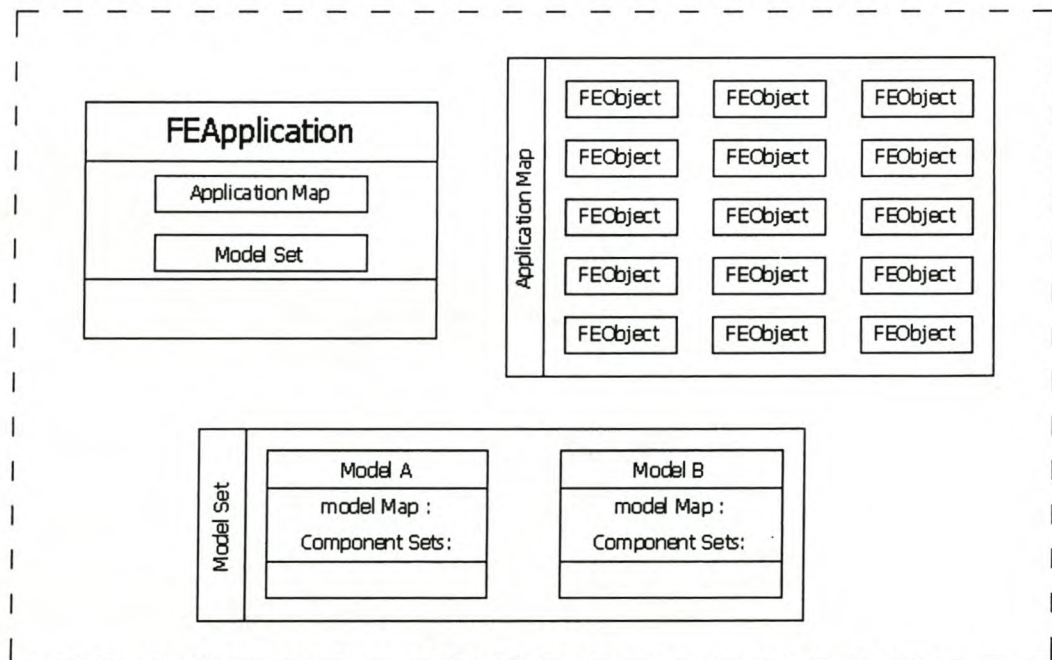 FEApplication
Application Map
Model Set
Application Map
FEObject FEObject FEObject
FEObject FEObject FEObject
FEObject FEObject FEObject
FEObject FEObject FEObject
FEObject FEObject FEObject
Model Set
Model A
model Map :
Component Sets:
Model B
model Map :
Component Sets: